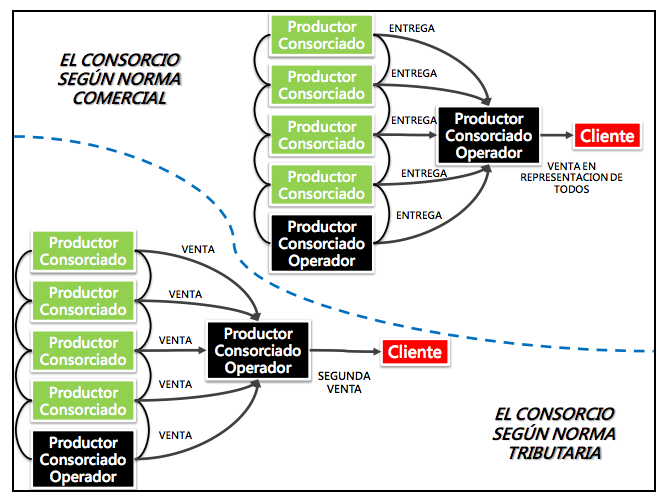 EL CONSORCIO
SEGÚN NORMA
COMERCIAL
Productor
Consorciado
Productor
Consorciado
Productor
Consorciado
Productor
Consorciado
Productor
Consorciado
Operador
ENTREGA
ENTREGA
ENTREGA
ENTREGA
ENTREGA
Productor
Consorciado
Operador
Cliente
VENTA EN
REPRESENTACION DE
TODOS
Productor
Consorciado
Productor
Consorciado
Productor
Consorciado
Productor
Consorciado
Productor
Consorciado
Operador
VENTA
VENTA
VENTA
VENTA
VENTA
Productor
Consorciado
Operador
Cliente
SEGUNDA
VENTA
EL CONSORCIO
SEGÚN NORMA
TRIBUTARIA